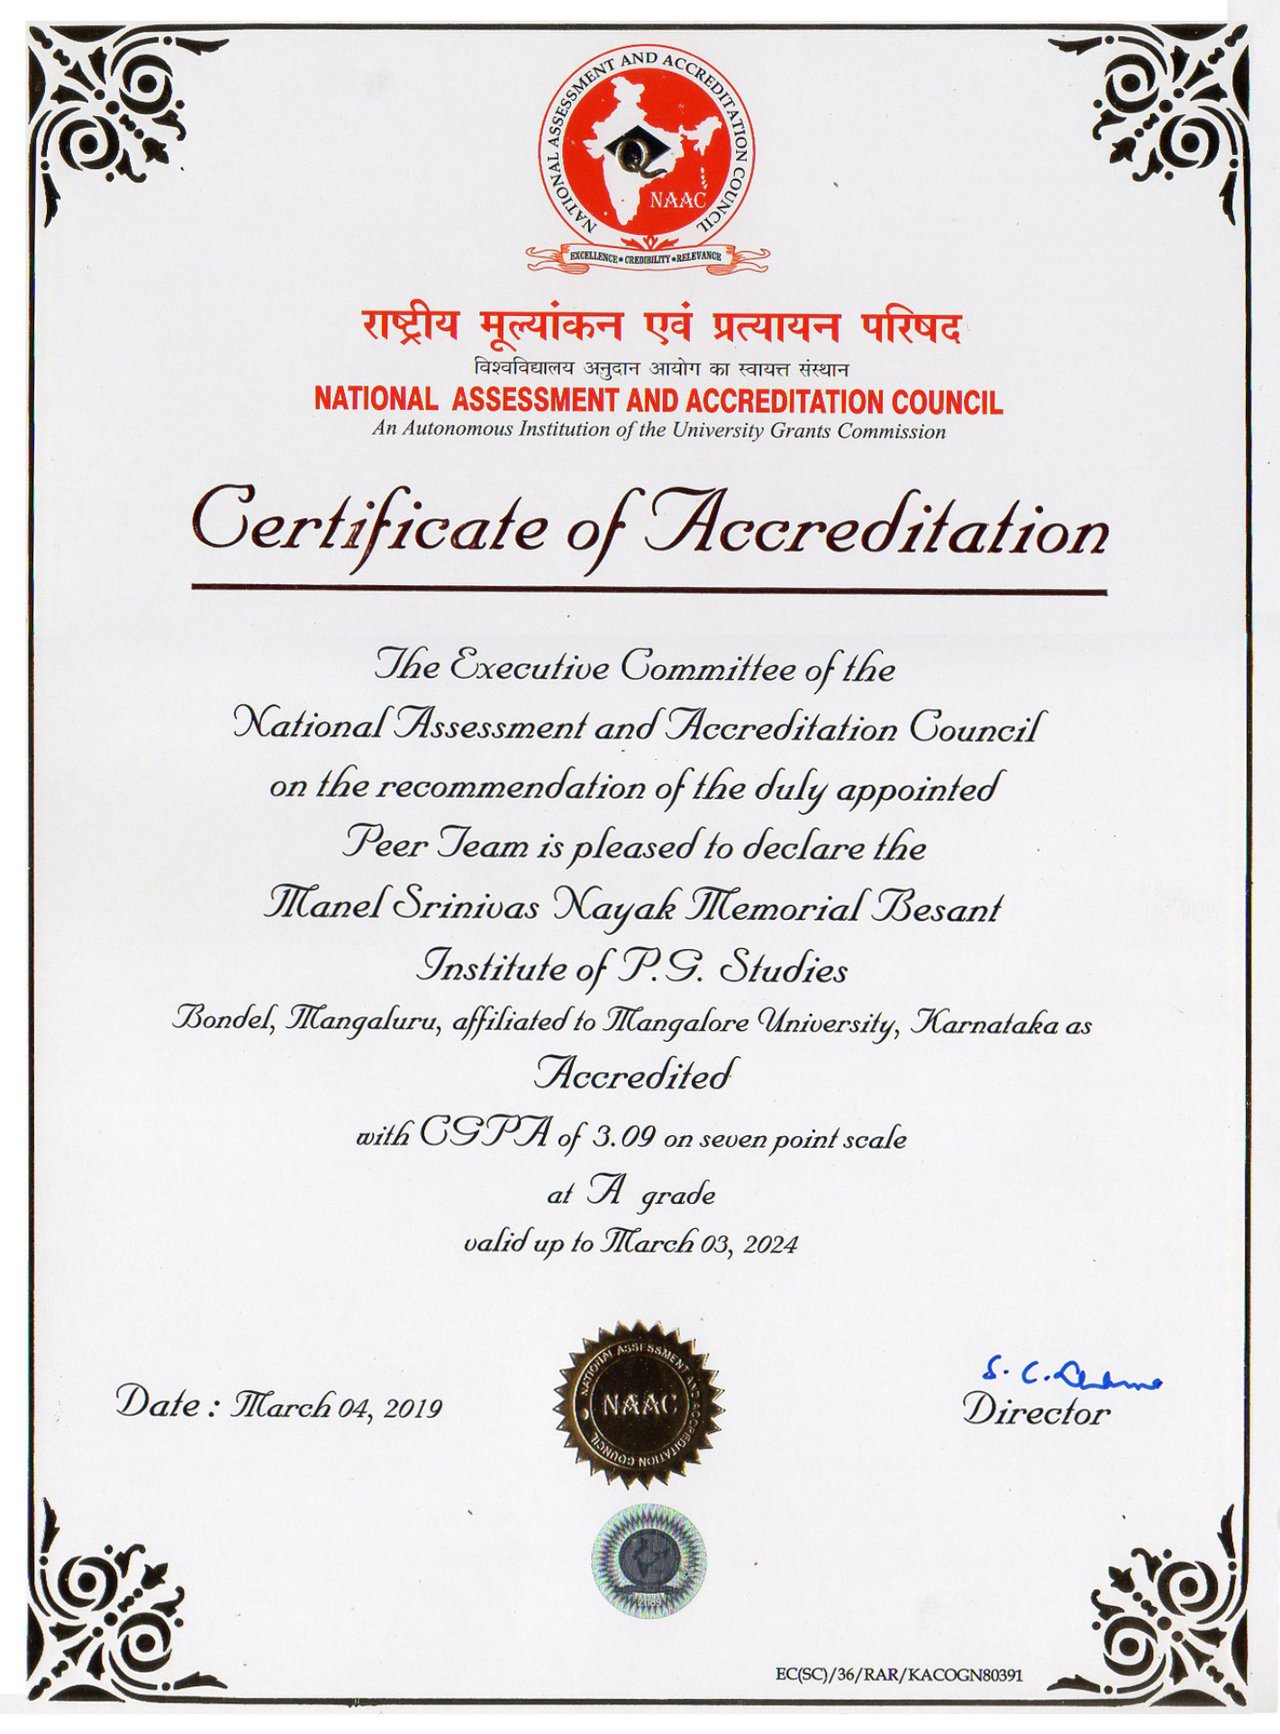 NATIONAL ASSESSMENT AND ACCREDITATION COUNCIL
Q
NAAC
EXCELLENCE ★ CREDIBILITY ★ RELEVANCE
राष्ट्रीय मूल्यांकन एवं प्रत्यायन परिषद
विश्वविद्यालय अनुदान आयोग का स्वायत्त संस्थान
NATIONAL ASSESSMENT AND ACCREDITATION COUNCIL
An Autonomous Institution of the University Grants Commission
Certificate of Accreditation
The Executive Committee of the
National Assessment and Accreditation Council
on the recommendation of the duly appointed
Peer Team is pleased to declare the
Manel Srinivas Nayak Memorial Besant
Institute of P.G. Studies
Bondel, Mangaluru, affiliated to Mangalore University, Karnataka as
Accredited
with CGPA of 3.09 on seven point scale
at A grade
valid up to March 03, 2024
NATIONAL ASSESSMENT AND ACCREDITATION COUNCIL
NAAC
S. C. Sharma
Date : March 04, 2019
Director
EC(SC)/36/RAR/KACOGN80391